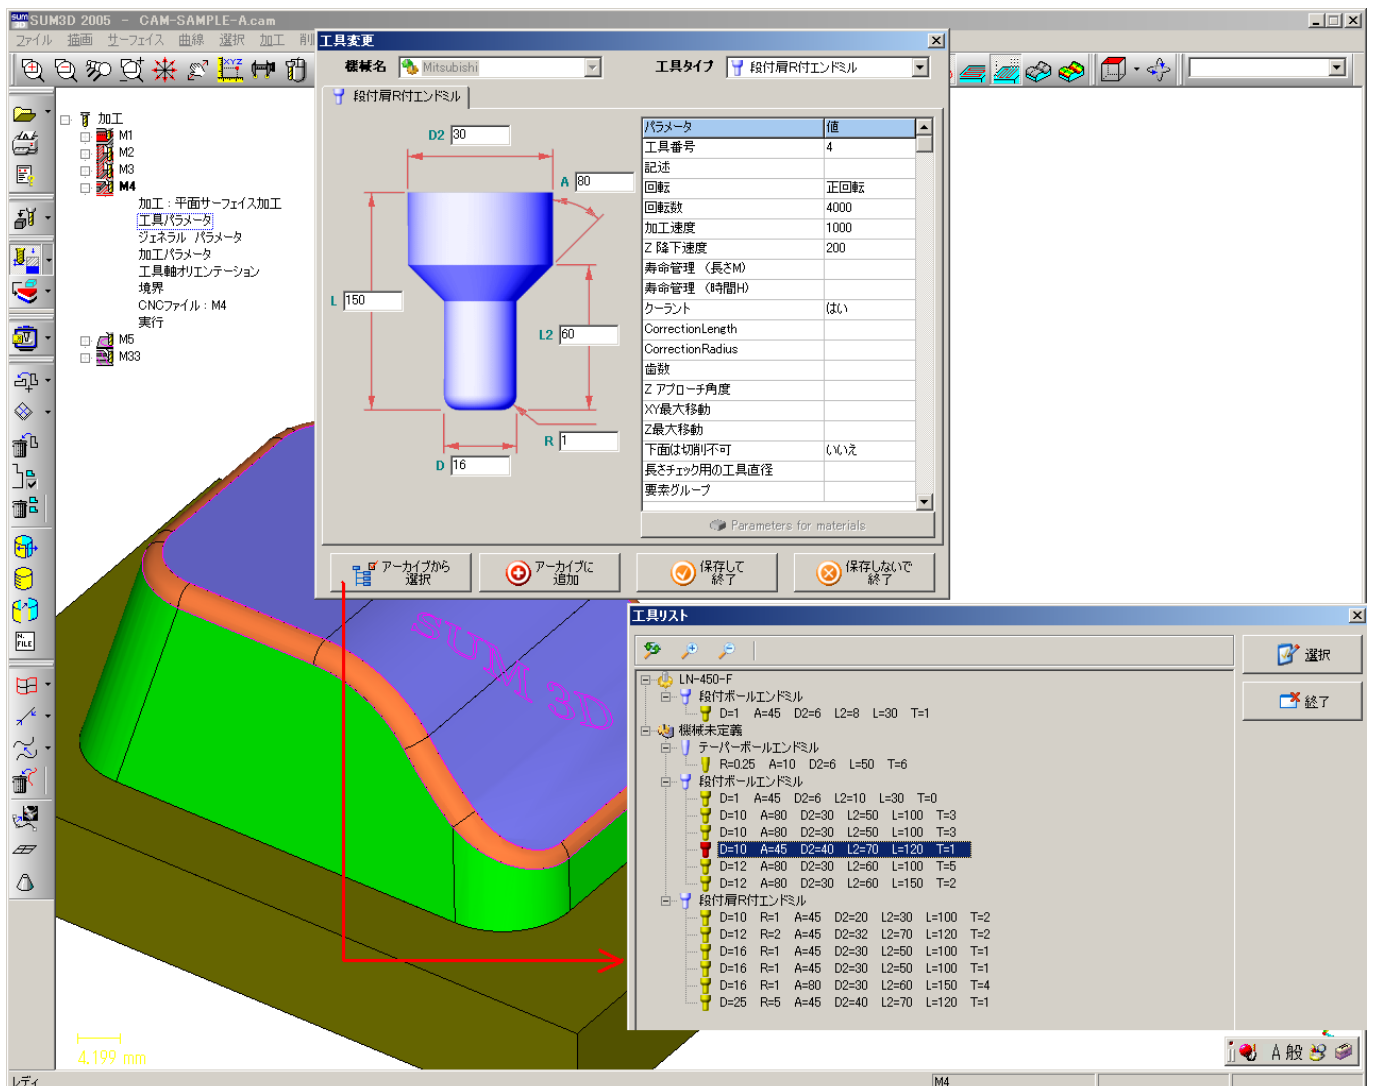 SUM3D 2005 - CAM-SAMPLE-A.cam
ファイル 描画 サーフェイス 曲線 選択 加工 削
工具変更
機械名 Mitsubishi
工具タイプ 段付肩R付エンドミル
段付肩R付エンドミル
D2 30
A 80
L 150
L2 60
R 1
D 16
パラメータ 値
工具番号 4
記述
回転 正回転
回転数 4000
加工速度 1000
Z 降下速度 200
寿命管理 (長さM)
寿命管理 (時間H)
クーラント はい
CorrectionLength
CorrectionRadius
歯数
Z アプローチ角度
XY最大移動
Z最大移動
下面は切削不可 いいえ
長さチェック用の工具直径
要素グループ
Parameters for materials
アーカイブから
選択
アーカイブに
追加
保存して
終了
保存しないで
終了
加工
M1
M2
M3
M4
加工:平面サーフェイス加工
工具パラメータ
ジェネラル パラメータ
加工パラメータ
工具軸オリエンテーション
境界
CNCファイル:M4
実行
M5
M33
XYZ
N.
FILE
SUM 3D
工具リスト
選択
終了
LN-450-F
段付ボールエンドミル
D=1 A=45 D2=6 L2=8 L=30 T=1
機械未定義
テーパーボールエンドミル
R=0.25 A=10 D2=6 L=50 T=6
段付ボールエンドミル
D=1 A=45 D2=6 L2=10 L=30 T=0
D=10 A=80 D2=30 L2=50 L=100 T=3
D=10 A=80 D2=30 L2=50 L=100 T=3
D=10 A=45 D2=40 L2=70 L=120 T=1
D=12 A=80 D2=30 L2=60 L=100 T=5
D=12 A=80 D2=30 L2=60 L=150 T=2
段付肩R付エンドミル
D=10 R=1 A=45 D2=20 L2=30 L=100 T=2
D=12 R=2 A=45 D2=32 L2=70 L=120 T=2
D=16 R=1 A=45 D2=30 L2=50 L=100 T=1
D=16 R=1 A=45 D2=30 L2=50 L=100 T=1
D=16 R=1 A=80 D2=30 L2=60 L=150 T=4
D=25 R=5 A=45 D2=40 L2=70 L=120 T=1
4.199 mm
A 般
レディ
M4